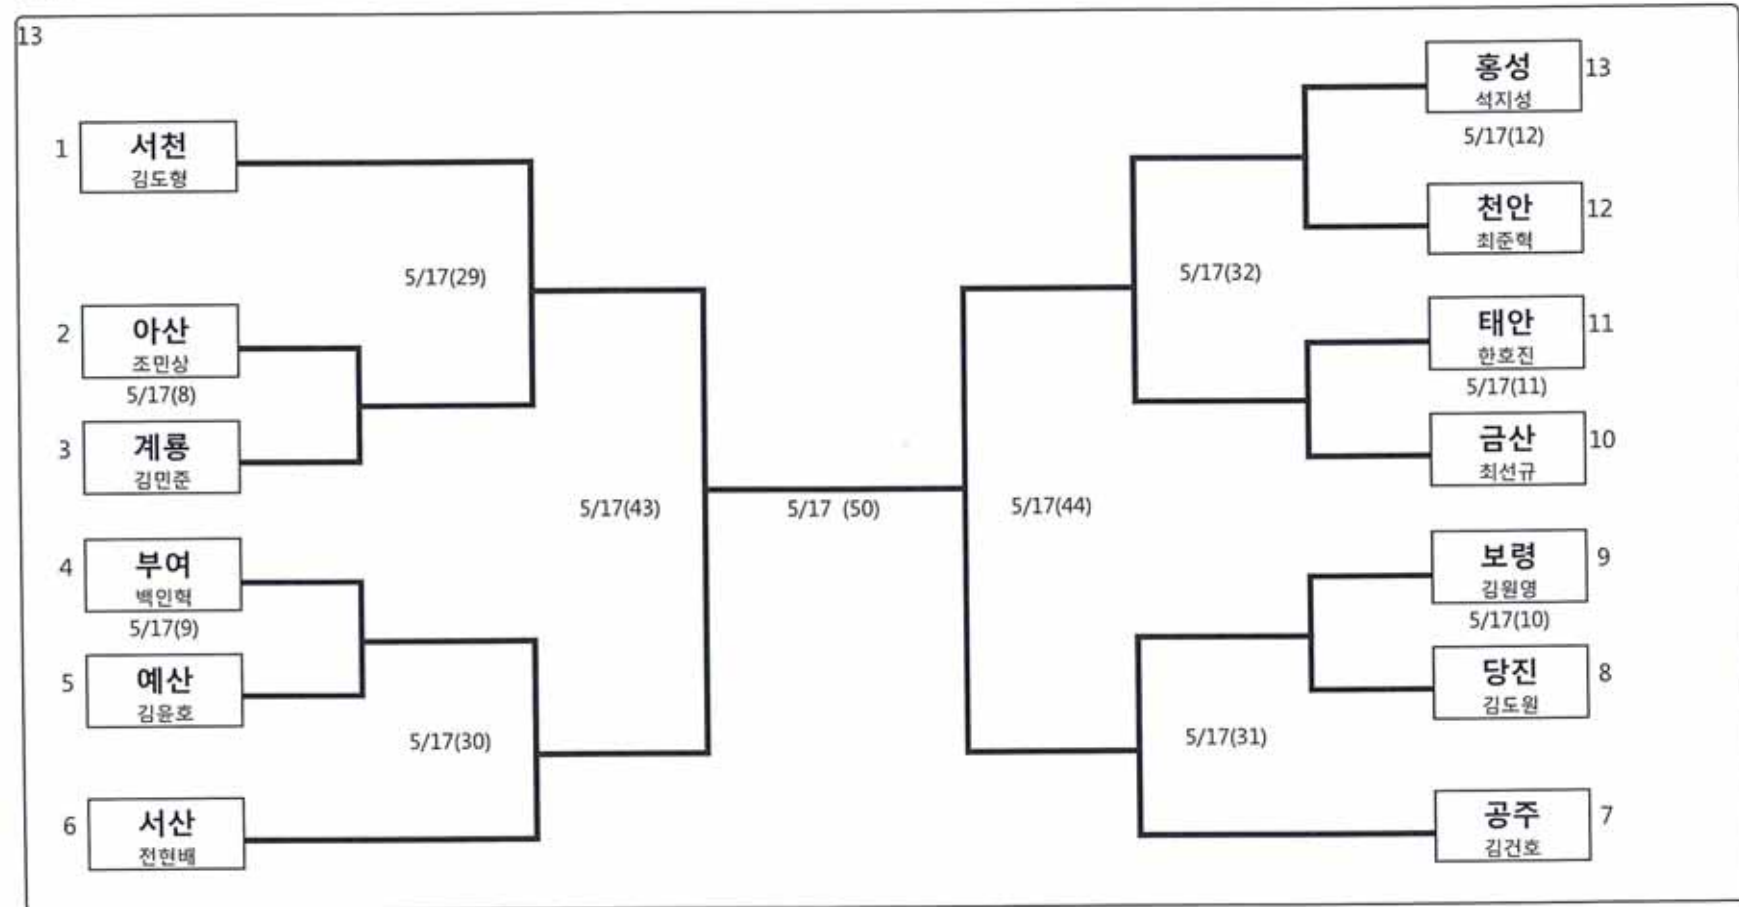 13
1
서천
김도형
5/17(29)
2
아산
조민상
5/17(8)
3
계룡
김민준
5/17(43)
4
부여
백인혁
5/17(9)
5
예산
김윤호
5/17(30)
6
서산
전현배
5/17 (50)
홍성
13
석지성
5/17(12)
천안
12
최준혁
5/17(32)
태안
11
한호진
5/17(11)
금산
10
최선규
5/17(44)
보령
9
김원영
5/17(10)
당진
8
김도원
5/17(31)
공주
7
김건호